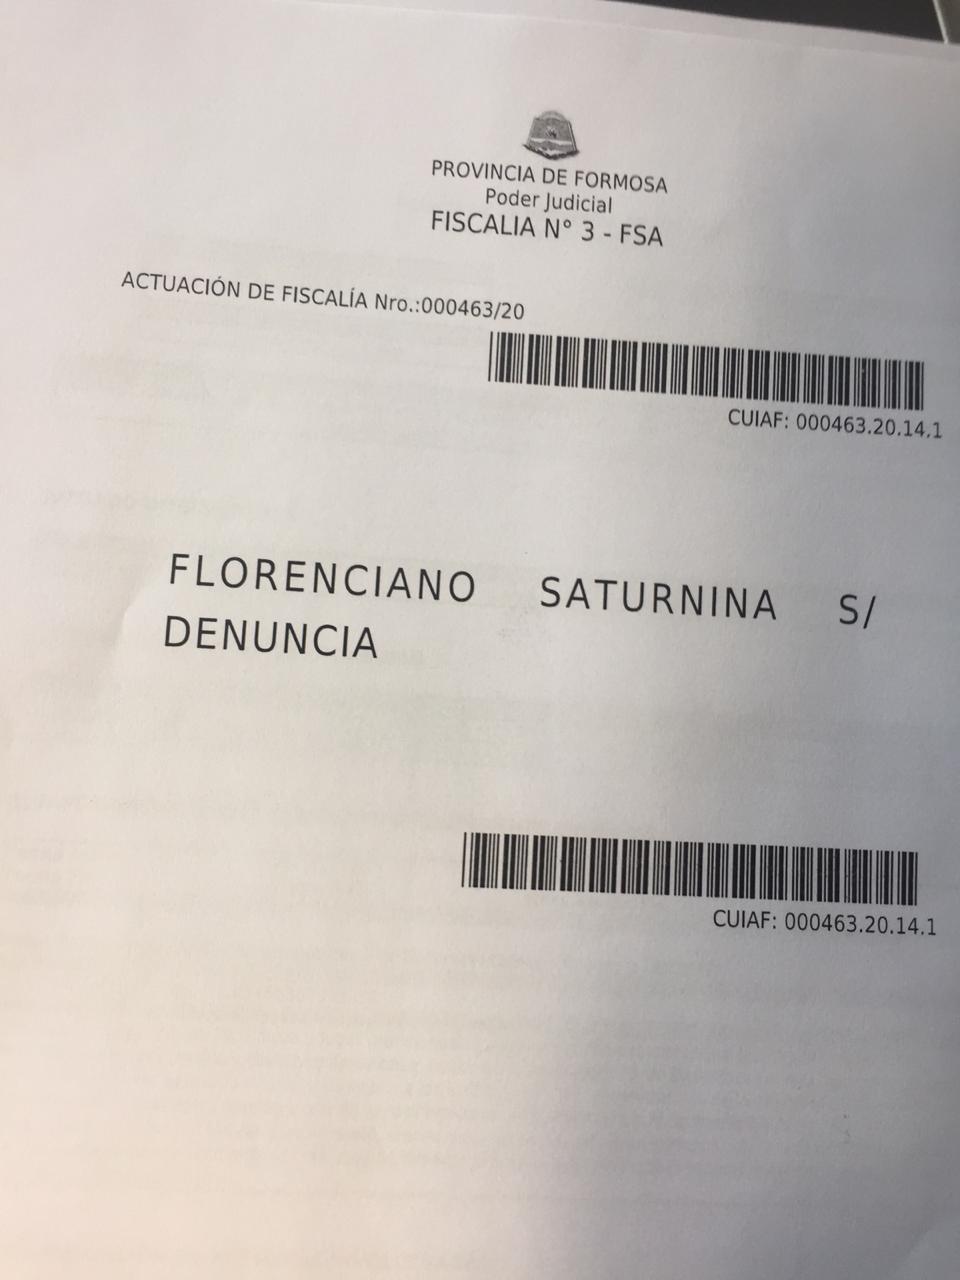 PROVINCIA DE FORMOSA
Poder Judicial
FISCALIA N° 3 - FSA
ACTUACIÓN DE FISCALÍA Nro.:000463/20
CUIAF: 000463.20.14.1
FLORENCIANO SATURNINA S/
DENUNCIA
CUIAF: 000463.20.14.1